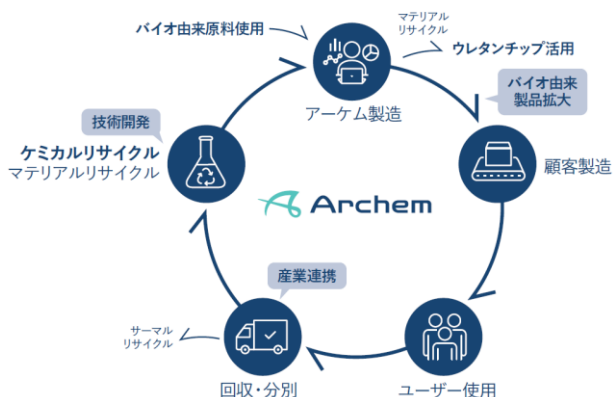 バイオ由来原料使用
マテリアル
リサイクル
ウレタンチップ活用
アーケム製造
バイオ由来
製品拡大
技術開発
ケミカルリサイクル
マテリアルリサイクル
顧客製造
Archem
産業連携
サーマル
リサイクル
回収・分別
ユーザー使用